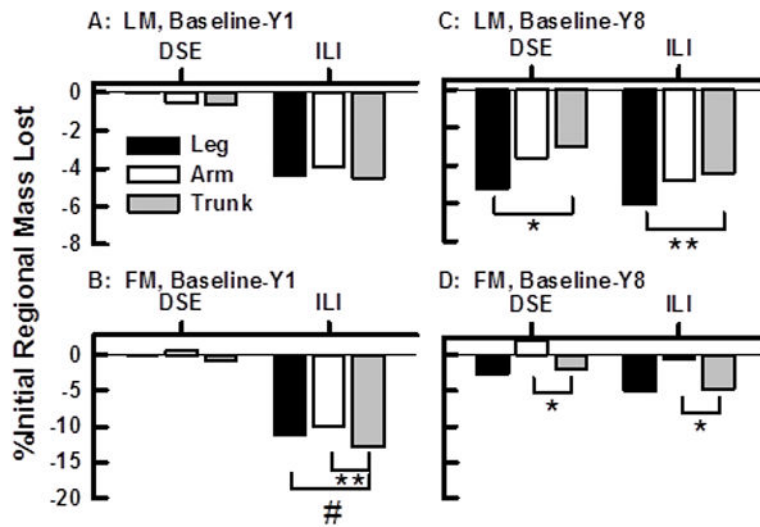 A: LM, Baseline-Y1
DSE ILI
0
-2
-4
-6
-8
Leg
Arm
Trunk
C: LM, Baseline-Y8
DSE ILI
*
**
%Initial Regional Mass Lost
B: FM, Baseline-Y1
DSE ILI
0
-5
-10
-15
-20
**
#
D: FM, Baseline-Y8
DSE ILI
*
*